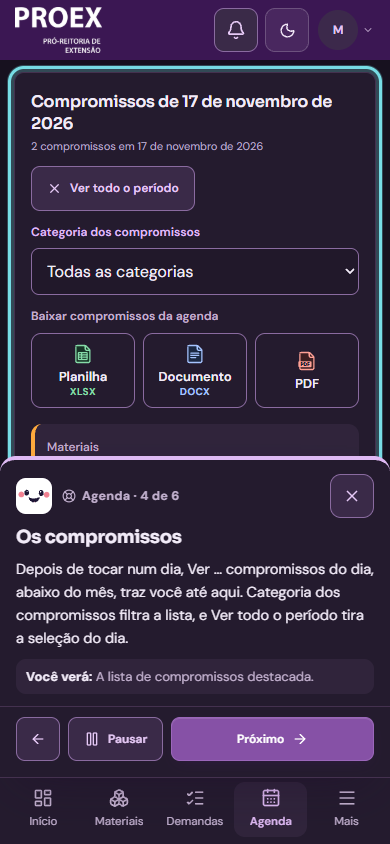 PROEX
PRÓ-REITORIA DE
EXTENSÃO
M
Compromissos de 17 de novembro de
2026
2 compromissos em 17 de novembro de 2026
Ver todo o período
Categoria dos compromissos
Todas as categorias
Baixar compromissos da agenda
Planilha
XLSX
Documento
DOCX
PDF
Materiais
Agenda · 4 de 6
Os compromissos
Depois de tocar num dia, Ver ... compromissos do dia,
abaixo do mês, traz você até aqui. Categoria dos
compromissos filtra a lista, e Ver todo o período tira
a seleção do dia.
Você verá: A lista de compromissos destacada.
Pausar
Próximo
Início
Materiais
Demandas
Agenda
Mais